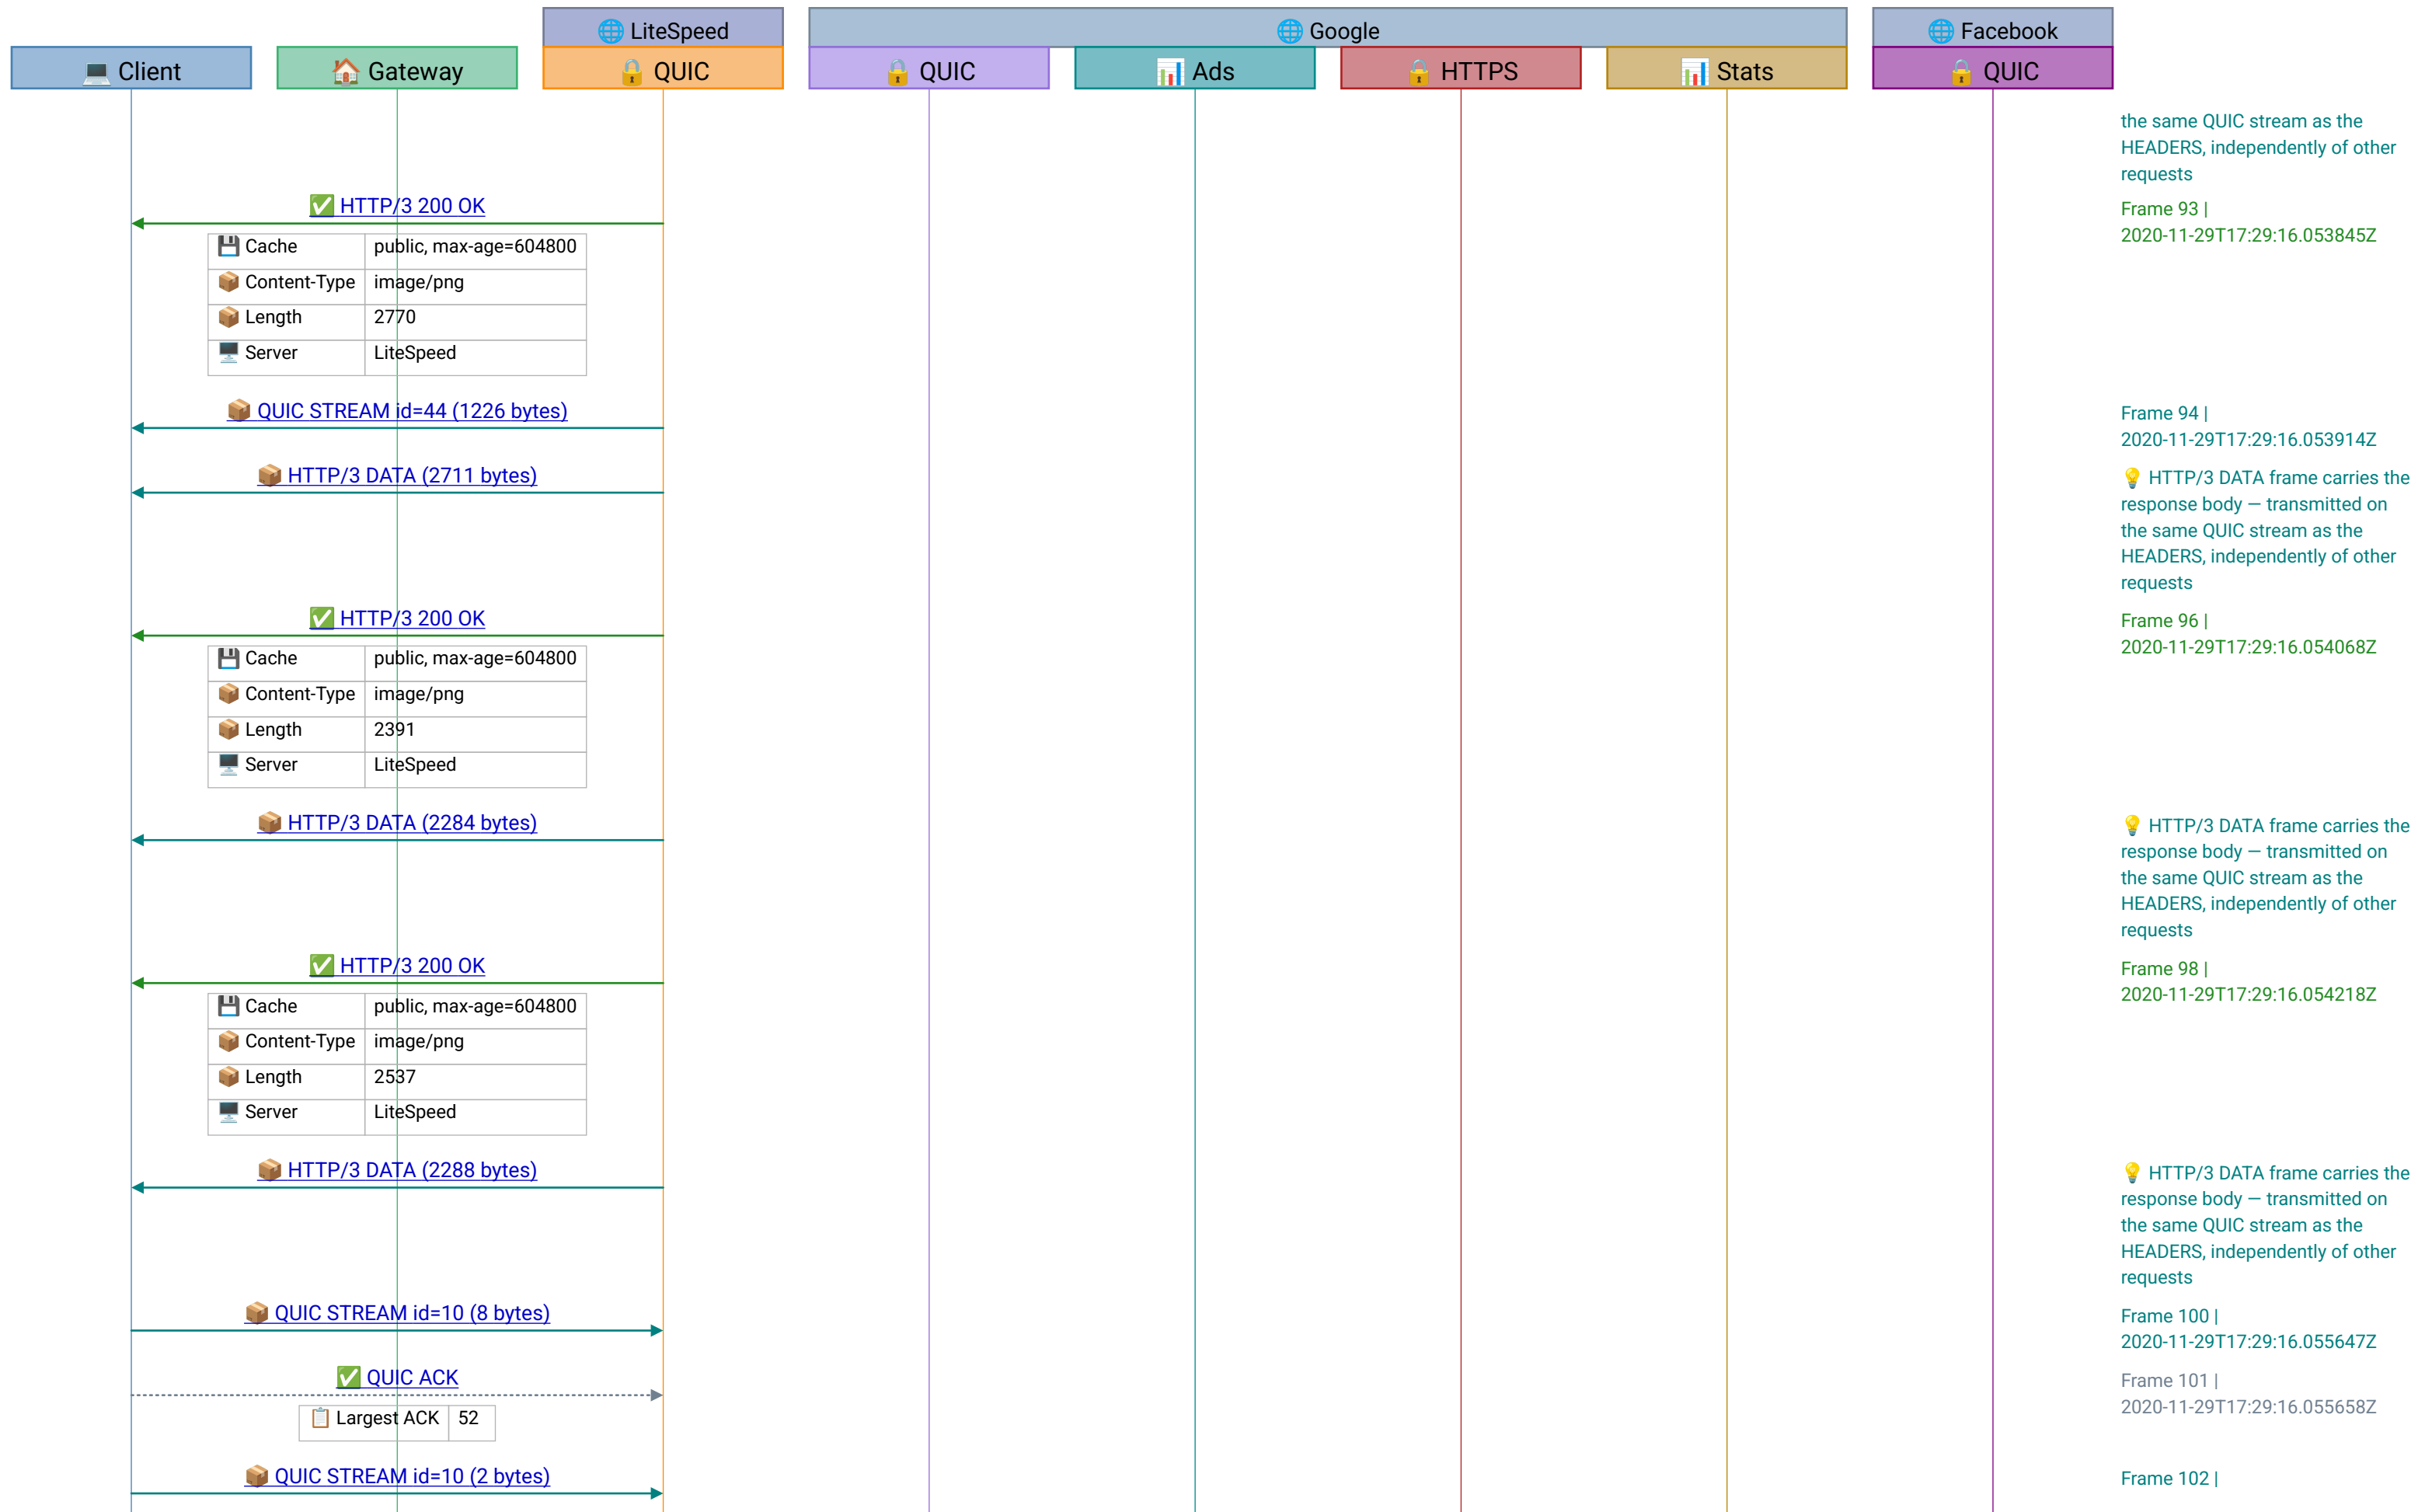 🌐 LiteSpeed
🌐 Google
🌐 Facebook
💻 Client
🏠 Gateway
🔒 QUIC
🔒 QUIC
📊 Ads
🔒 HTTPS
📊 Stats
🔒 QUIC
the same QUIC stream as the
HEADERS, independently of other
requests
✅ HTTP/3 200 OK
Frame 93 |
2020-11-29T17:29:16.053845Z
💾 Cache public, max-age=604800
📦 Content-Type image/png
📦 Length 2770
🖥️ Server LiteSpeed
📦 QUIC STREAM id=44 (1226 bytes)
Frame 94 |
2020-11-29T17:29:16.053914Z
📦 HTTP/3 DATA (2711 bytes)
💡 HTTP/3 DATA frame carries the
response body — transmitted on
the same QUIC stream as the
HEADERS, independently of other
requests
✅ HTTP/3 200 OK
Frame 96 |
2020-11-29T17:29:16.054068Z
💾 Cache public, max-age=604800
📦 Content-Type image/png
📦 Length 2391
🖥️ Server LiteSpeed
📦 HTTP/3 DATA (2284 bytes)
💡 HTTP/3 DATA frame carries the
response body — transmitted on
the same QUIC stream as the
HEADERS, independently of other
requests
✅ HTTP/3 200 OK
Frame 98 |
2020-11-29T17:29:16.054218Z
💾 Cache public, max-age=604800
📦 Content-Type image/png
📦 Length 2537
🖥️ Server LiteSpeed
📦 HTTP/3 DATA (2288 bytes)
💡 HTTP/3 DATA frame carries the
response body — transmitted on
the same QUIC stream as the
HEADERS, independently of other
requests
📦 QUIC STREAM id=10 (8 bytes)
Frame 100 |
2020-11-29T17:29:16.055647Z
✅ QUIC ACK
Frame 101 |
2020-11-29T17:29:16.055658Z
📋 Largest ACK 52
📦 QUIC STREAM id=10 (2 bytes)
Frame 102 |